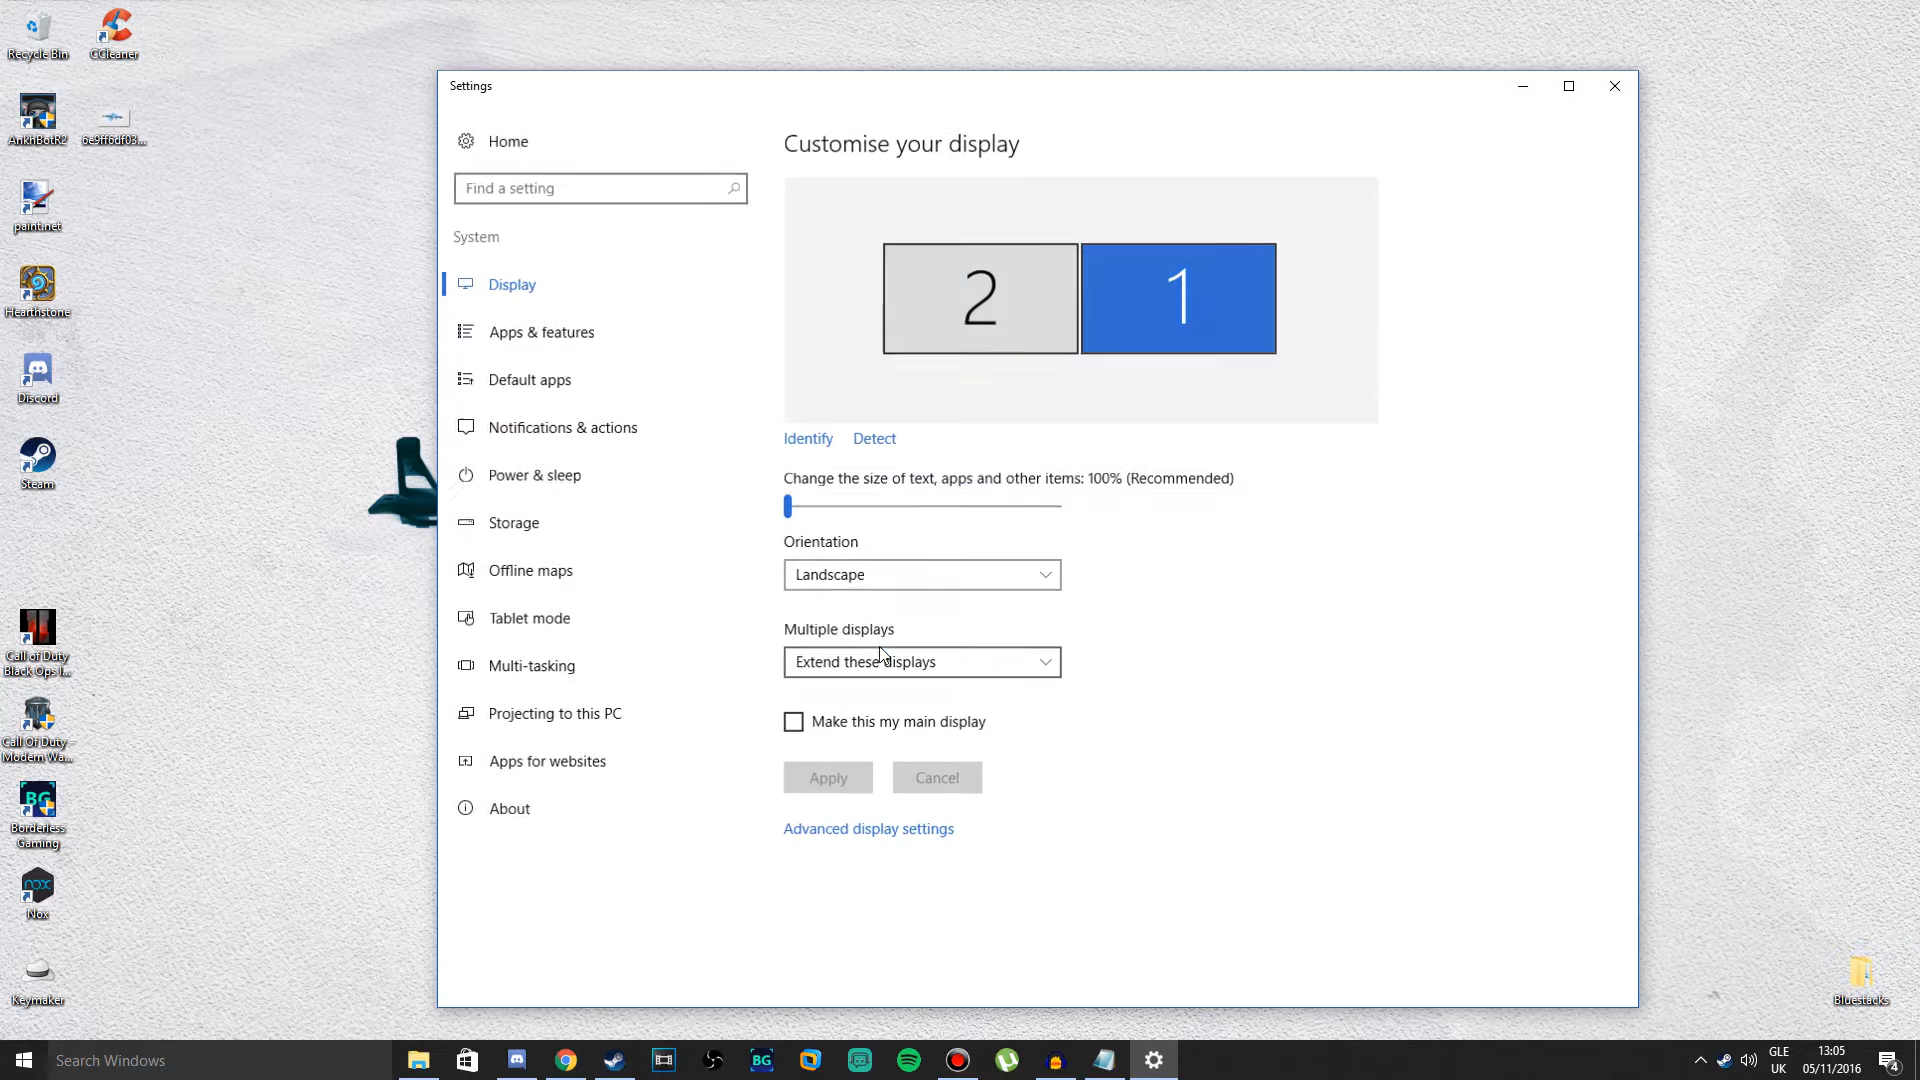 Recycle Bin
CCleaner
AnkhBotR2
6e9ff6df03...
paint.net
Hearthstone
Discord
Steam
Call of Duty
Black Ops I...
Call Of Duty -
Modern Wa...
BG
Borderless
Gaming
nox
Nox
Keymaker
Settings
Home
Find a setting
System
Display
Apps & features
Default apps
Notifications & actions
Power & sleep
Storage
Offline maps
Tablet mode
Multi-tasking
Projecting to this PC
Apps for websites
About
Customise your display
2
1
Identify
Detect
Change the size of text, apps and other items: 100% (Recommended)
Orientation
Landscape
Multiple displays
Extend these displays
Make this my main display
Apply
Cancel
Advanced display settings
Bluestacks
Search Windows
BG
GLE
UK
13:05
05/11/2016
4